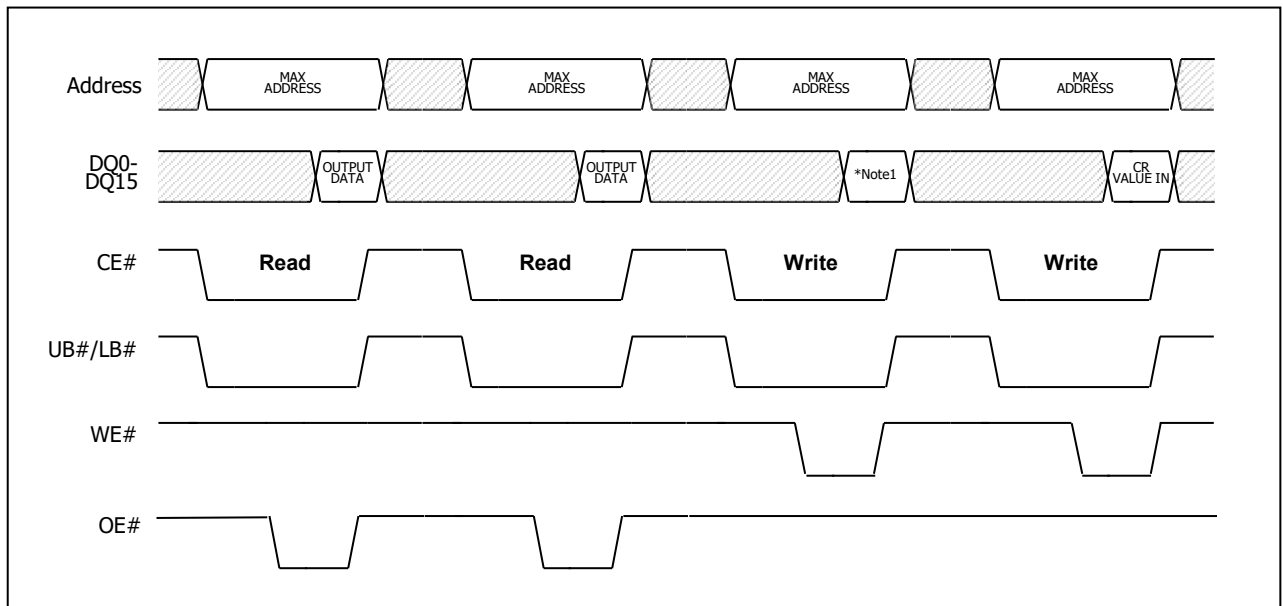 Address
MAX
ADDRESS
MAX
ADDRESS
MAX
ADDRESS
MAX
ADDRESS
DQ0-
DQ15
OUTPUT
DATA
OUTPUT
DATA
*Note1
CR
VALUE IN
CE#
Read
Read
Write
Write
UB#/LB#
WE#
OE#